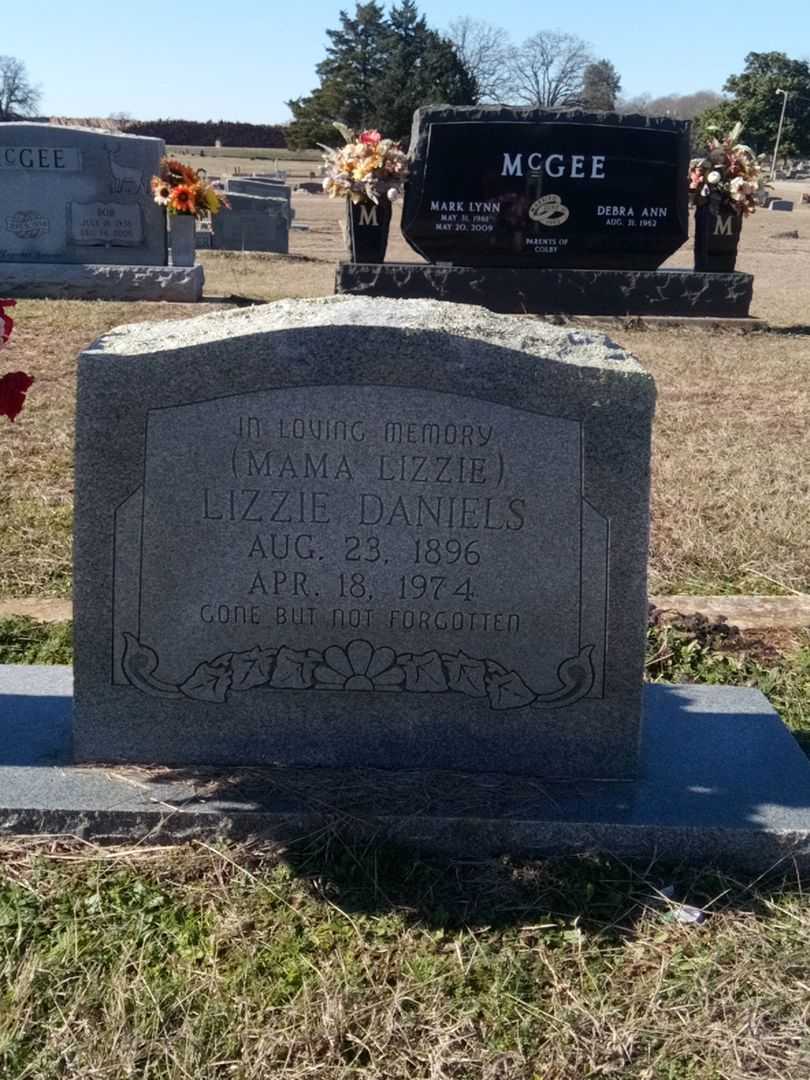 CGEE
BOB
McGEE
MARK LYNN
MAY 31, 1961
MAY 20, 2009
DEBRA ANN
AUG. 31, 1962
PARENTS OF
COLBY
M
M
IN LOVING MEMORY
(MAMA LIZZIE)
LIZZIE DANIELS
AUG. 23, 1896
APR. 18, 1974
GONE BUT NOT FORGOTTEN